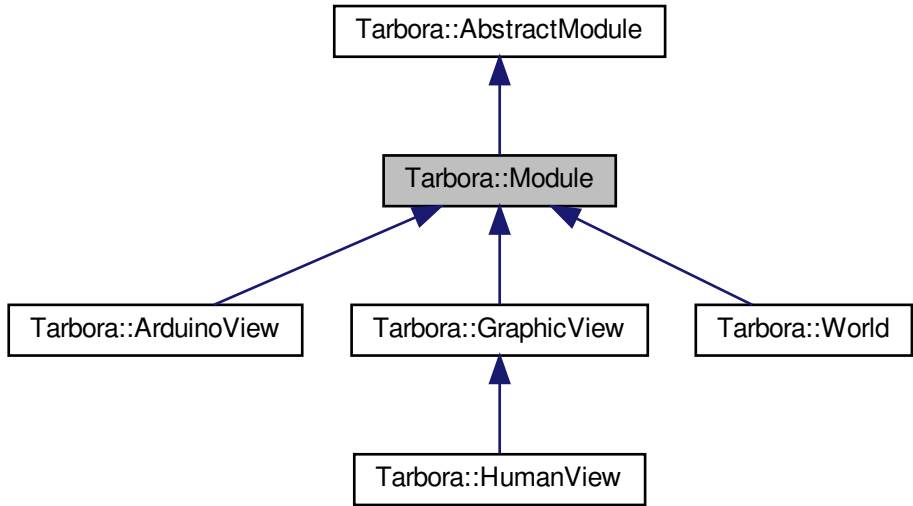 Tarbora::AbstractModule
Tarbora::Module
Tarbora::ArduinoView
Tarbora::GraphicView
Tarbora::World
Tarbora::HumanView